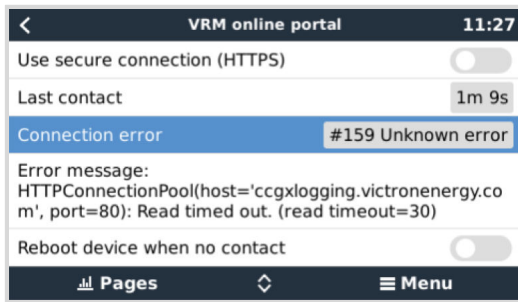 VRM online portal 11:27
Use secure connection (HTTPS)
Last contact 1m 9s
Connection error #159 Unknown error
Error message:
HTTPConnectionPool(host='ccgxlogging.victronenergy.co
m', port=80): Read timed out. (read timeout=30)
Reboot device when no contact
Pages Menu